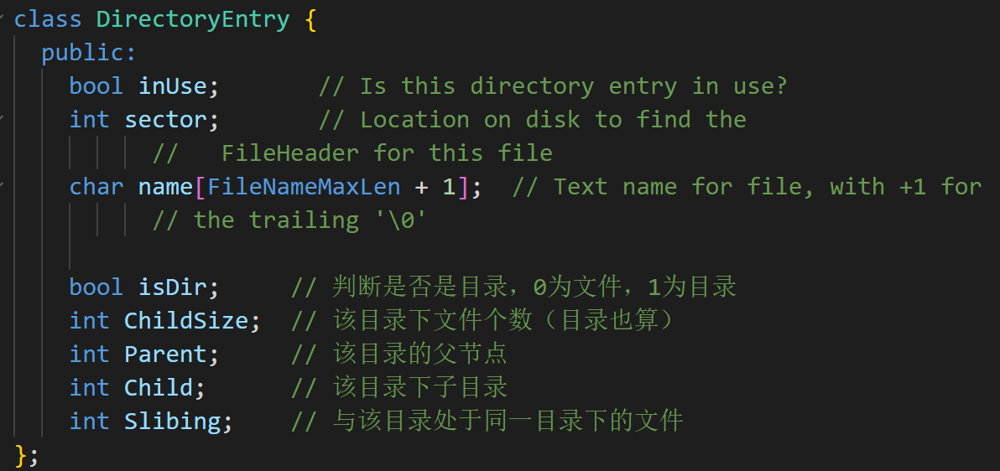 class DirectoryEntry {
public:
bool inUse; // Is this directory entry in use?
int sector; // Location on disk to find the
// FileHeader for this file
char name[FileNameMaxLen + 1]; // Text name for file, with +1 for
// the trailing '\0'
bool isDir; // 判断是否是目录，0为文件，1为目录
int ChildSize; // 该目录下文件个数（目录也算）
int Parent; // 该目录的父节点
int Child; // 该目录下子目录
int Slibing; // 与该目录处于同一目录下的文件
};